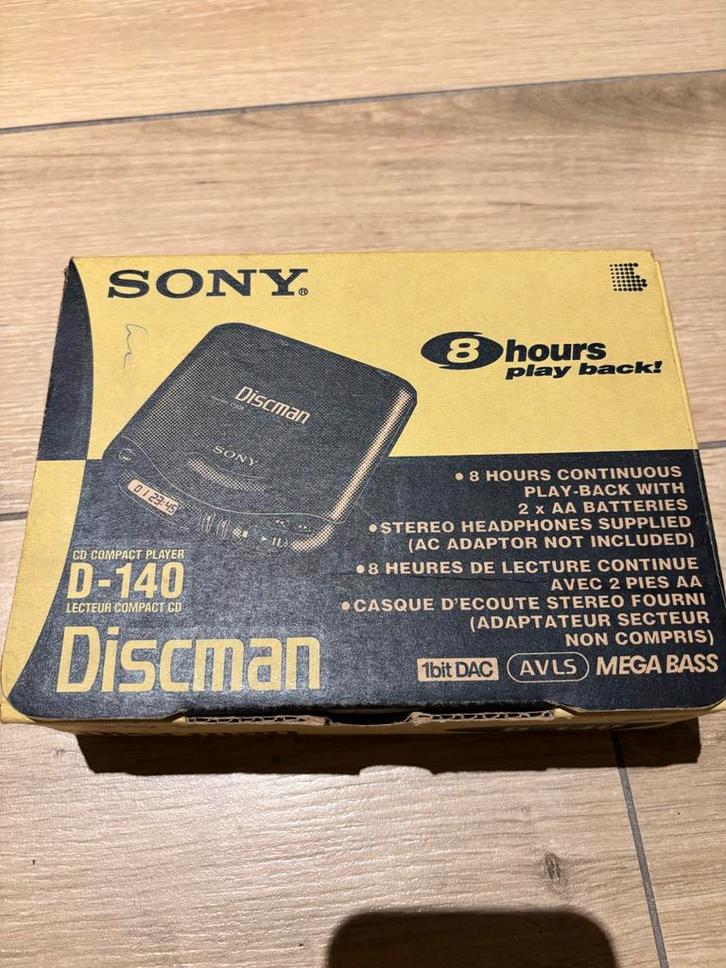 SONY®
8 hours
play back!
Discman
SONY
01 23:45
• 8 HOURS CONTINUOUS
PLAY-BACK WITH
2 x AA BATTERIES
• STEREO HEADPHONES SUPPLIED
(AC ADAPTOR NOT INCLUDED)
• 8 HEURES DE LECTURE CONTINUE
AVEC 2 PIES AA
• CASQUE D'ECOUTE STEREO FOURNI
(ADAPTATEUR SECTEUR
NON COMPRIS)
CD COMPACT PLAYER
D-140
LECTEUR COMPACT CD
Discman
1bit DAC AVLS MEGA BASS